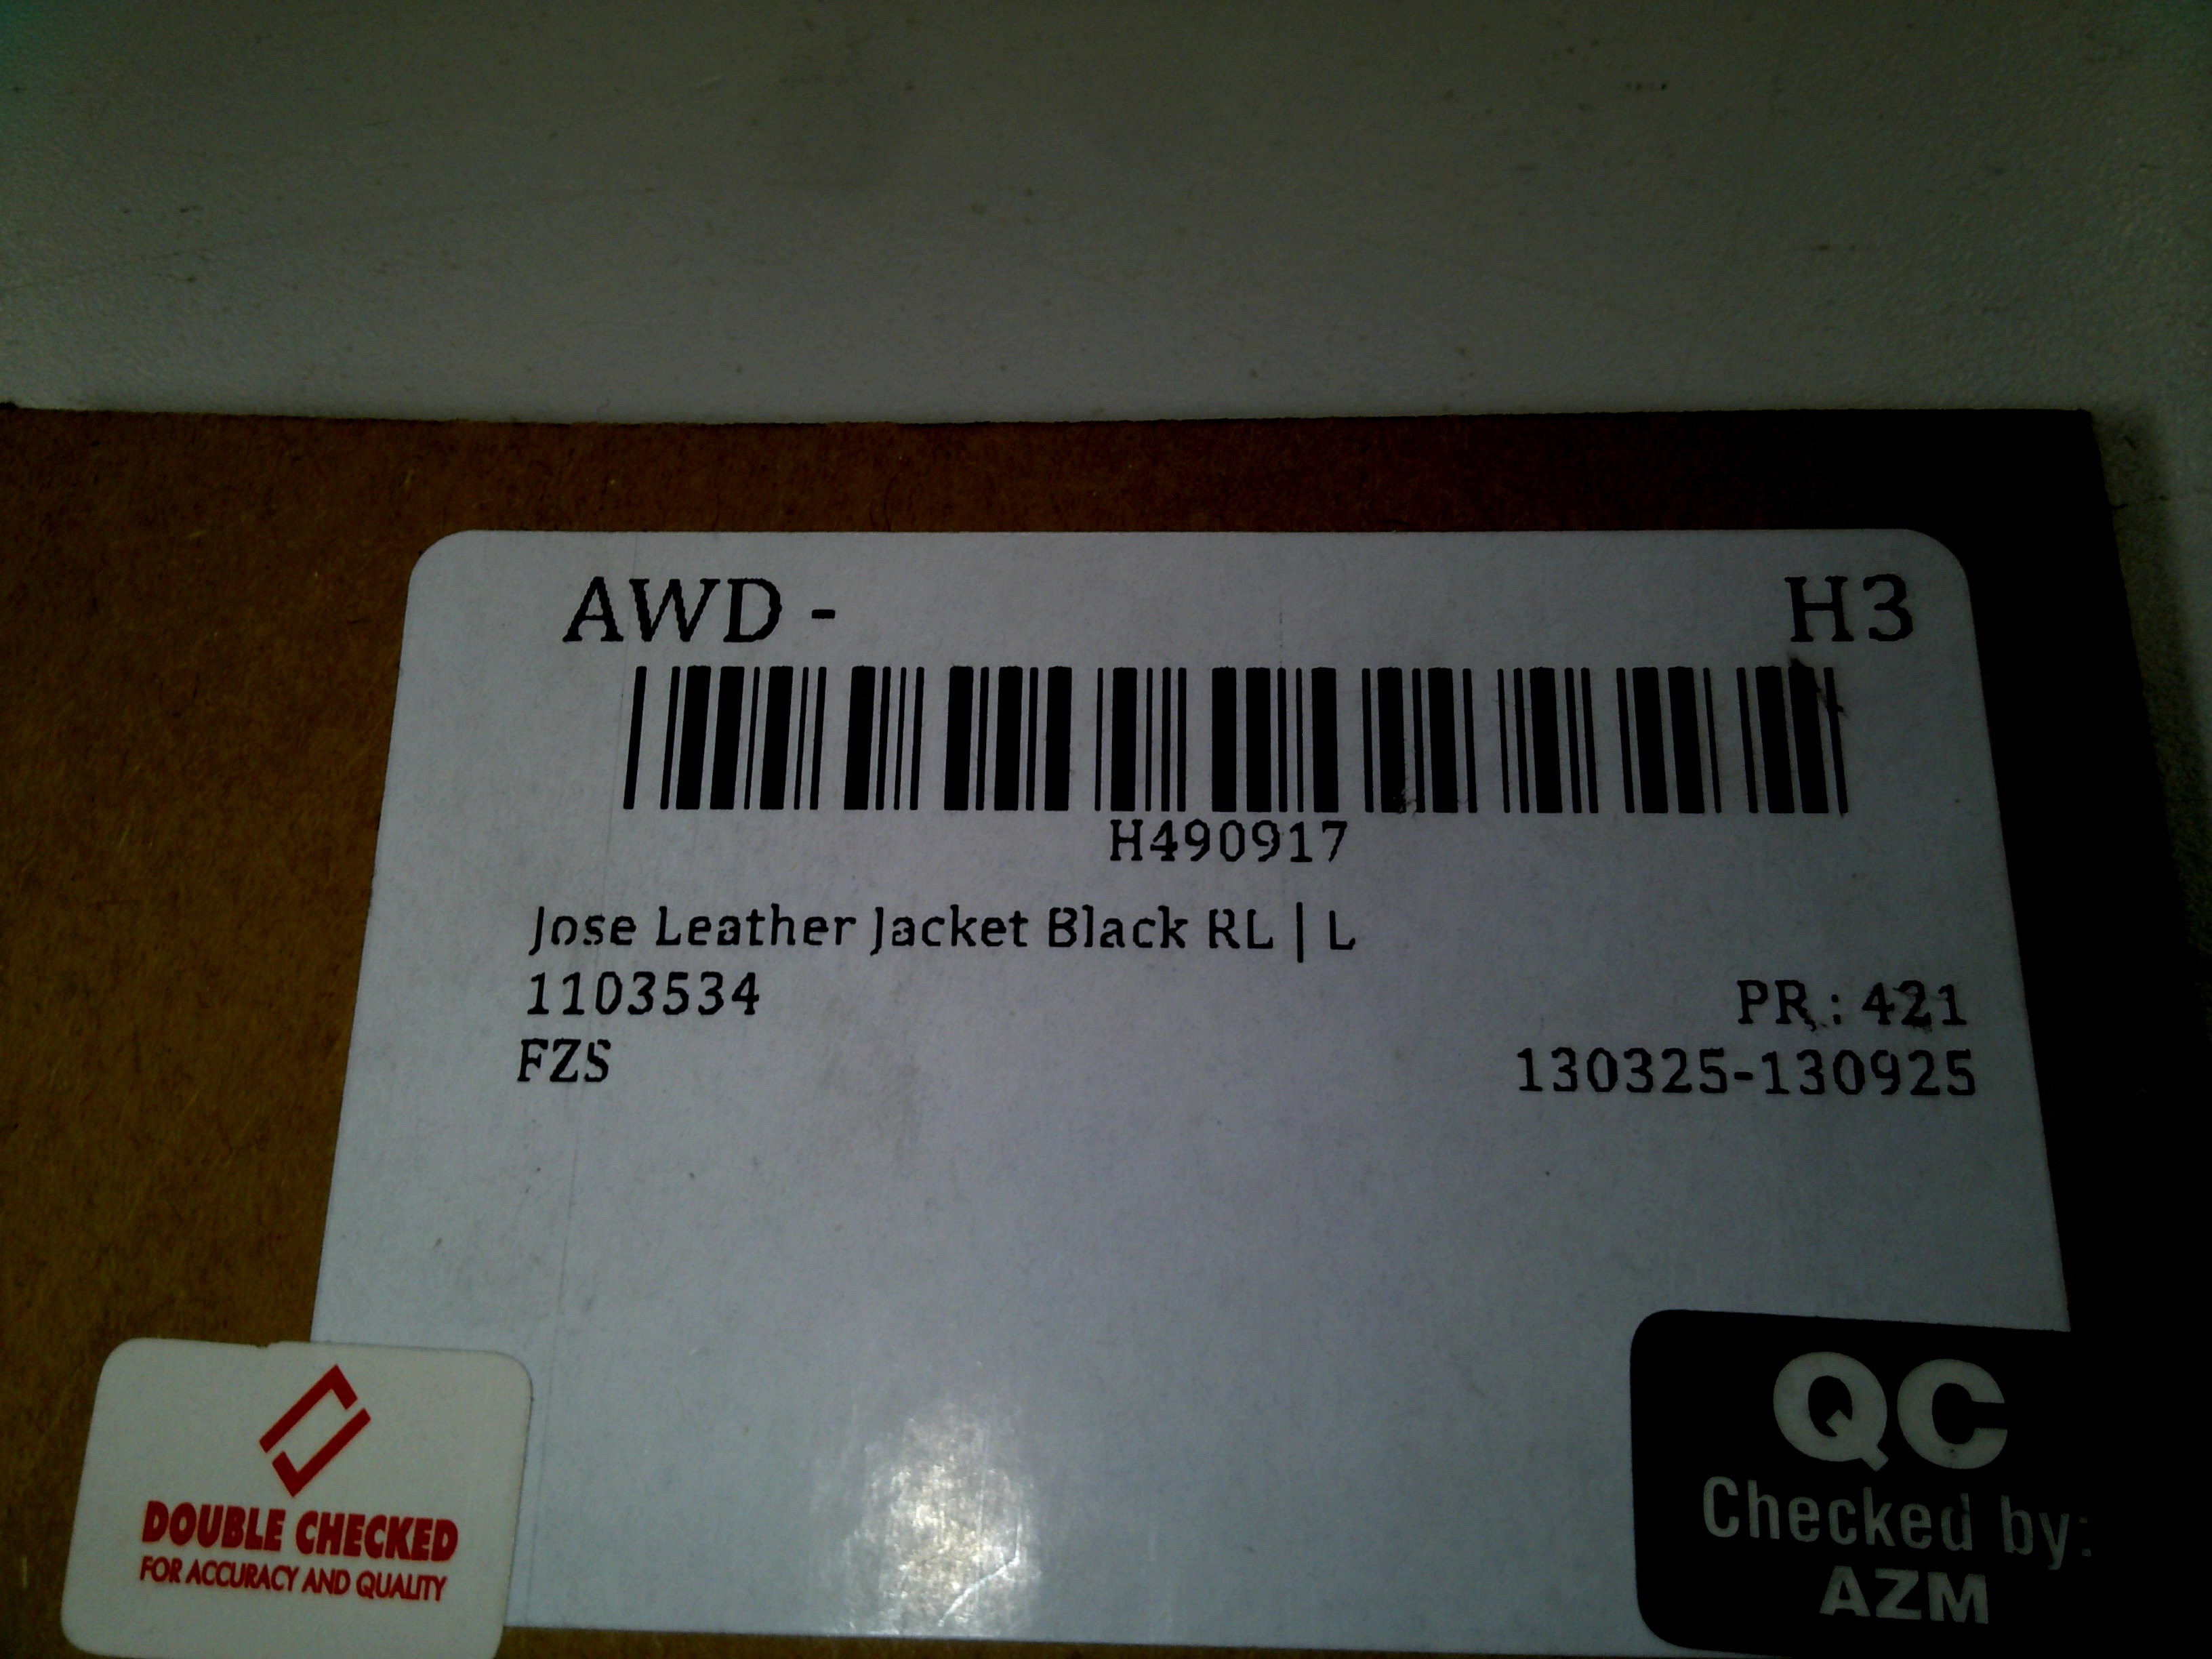 AWD - H3
H490917
Jose Leather Jacket Black RL | L
1103534
PR : 421
FZS
130325-130925
DOUBLE CHECKED
FOR ACCURACY AND QUALITY
QC
Checked by:
AZM